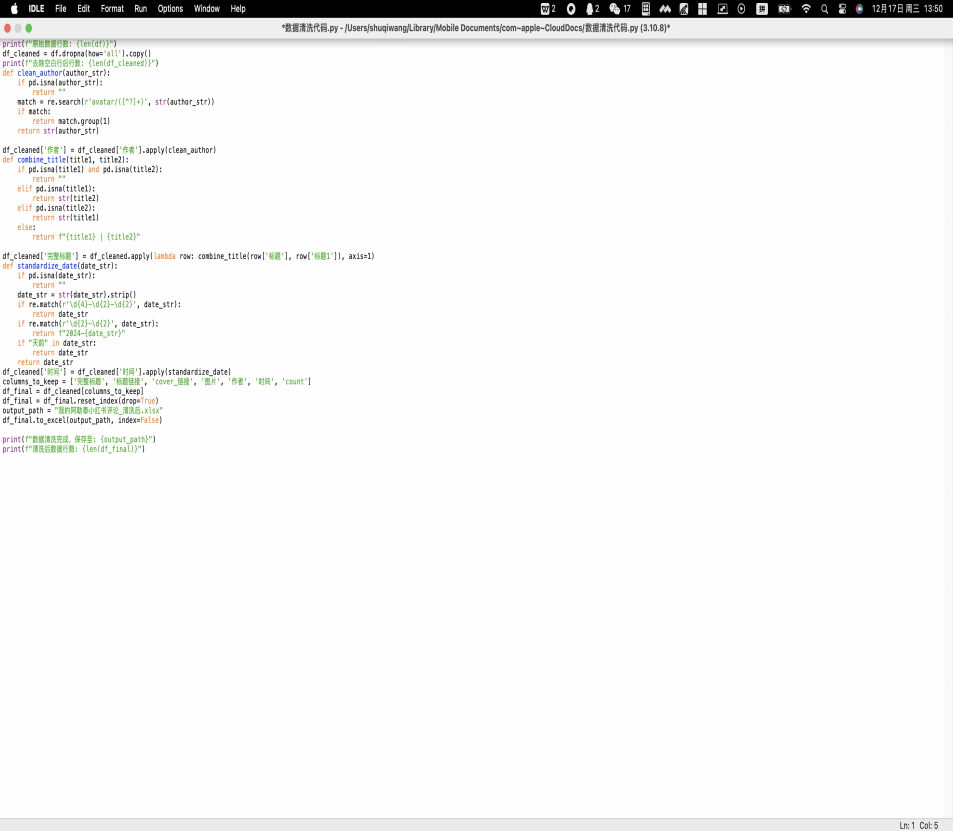 IDLE File Edit Format Run Options Window Help 2 2 17 12月17日 周三 13:50
*数据清洗代码.py - /Users/shuqiwang/Library/Mobile Documents/com~apple~CloudDocs/数据清洗代码.py (3.10.8)*
print(f"原始数据行数: {len(df)}")
df_cleaned = df.dropna(how='all').copy()
print(f"去除空白行后行数: {len(df_cleaned)}")
def clean_author(author_str):
    if pd.isna(author_str):
        return ""
    match = re.search(r'avatar/([^?]+)', str(author_str))
    if match:
        return match.group(1)
    return str(author_str)
df_cleaned['作者'] = df_cleaned['作者'].apply(clean_author)
def combine_title(title1, title2):
    if pd.isna(title1) and pd.isna(title2):
        return ""
    elif pd.isna(title1):
        return str(title2)
    elif pd.isna(title2):
        return str(title1)
    else:
        return f"{title1} | {title2}"
df_cleaned['完整标题'] = df_cleaned.apply(lambda row: combine_title(row['标题'], row['标题1']), axis=1)
def standardize_date(date_str):
    if pd.isna(date_str):
        return ""
    date_str = str(date_str).strip()
    if re.match(r'\d{4}-\d{2}-\d{2}', date_str):
        return date_str
    if re.match(r'\d{2}-\d{2}', date_str):
        return f"2024-{date_str}"
    if "天前" in date_str:
        return date_str
    return date_str
df_cleaned['时间'] = df_cleaned['时间'].apply(standardize_date)
columns_to_keep = ['完整标题', '标题链接', 'cover_链接', '图片', '作者', '时间', 'count']
df_final = df_cleaned[columns_to_keep]
df_final = df_final.reset_index(drop=True)
output_path = "我的阿勒泰小红书评论_清洗后.xlsx"
df_final.to_excel(output_path, index=False)
print(f"数据清洗完成，保存至: {output_path}")
print(f"清洗后数据行数: {len(df_final)}")
Ln: 1 Col: 5